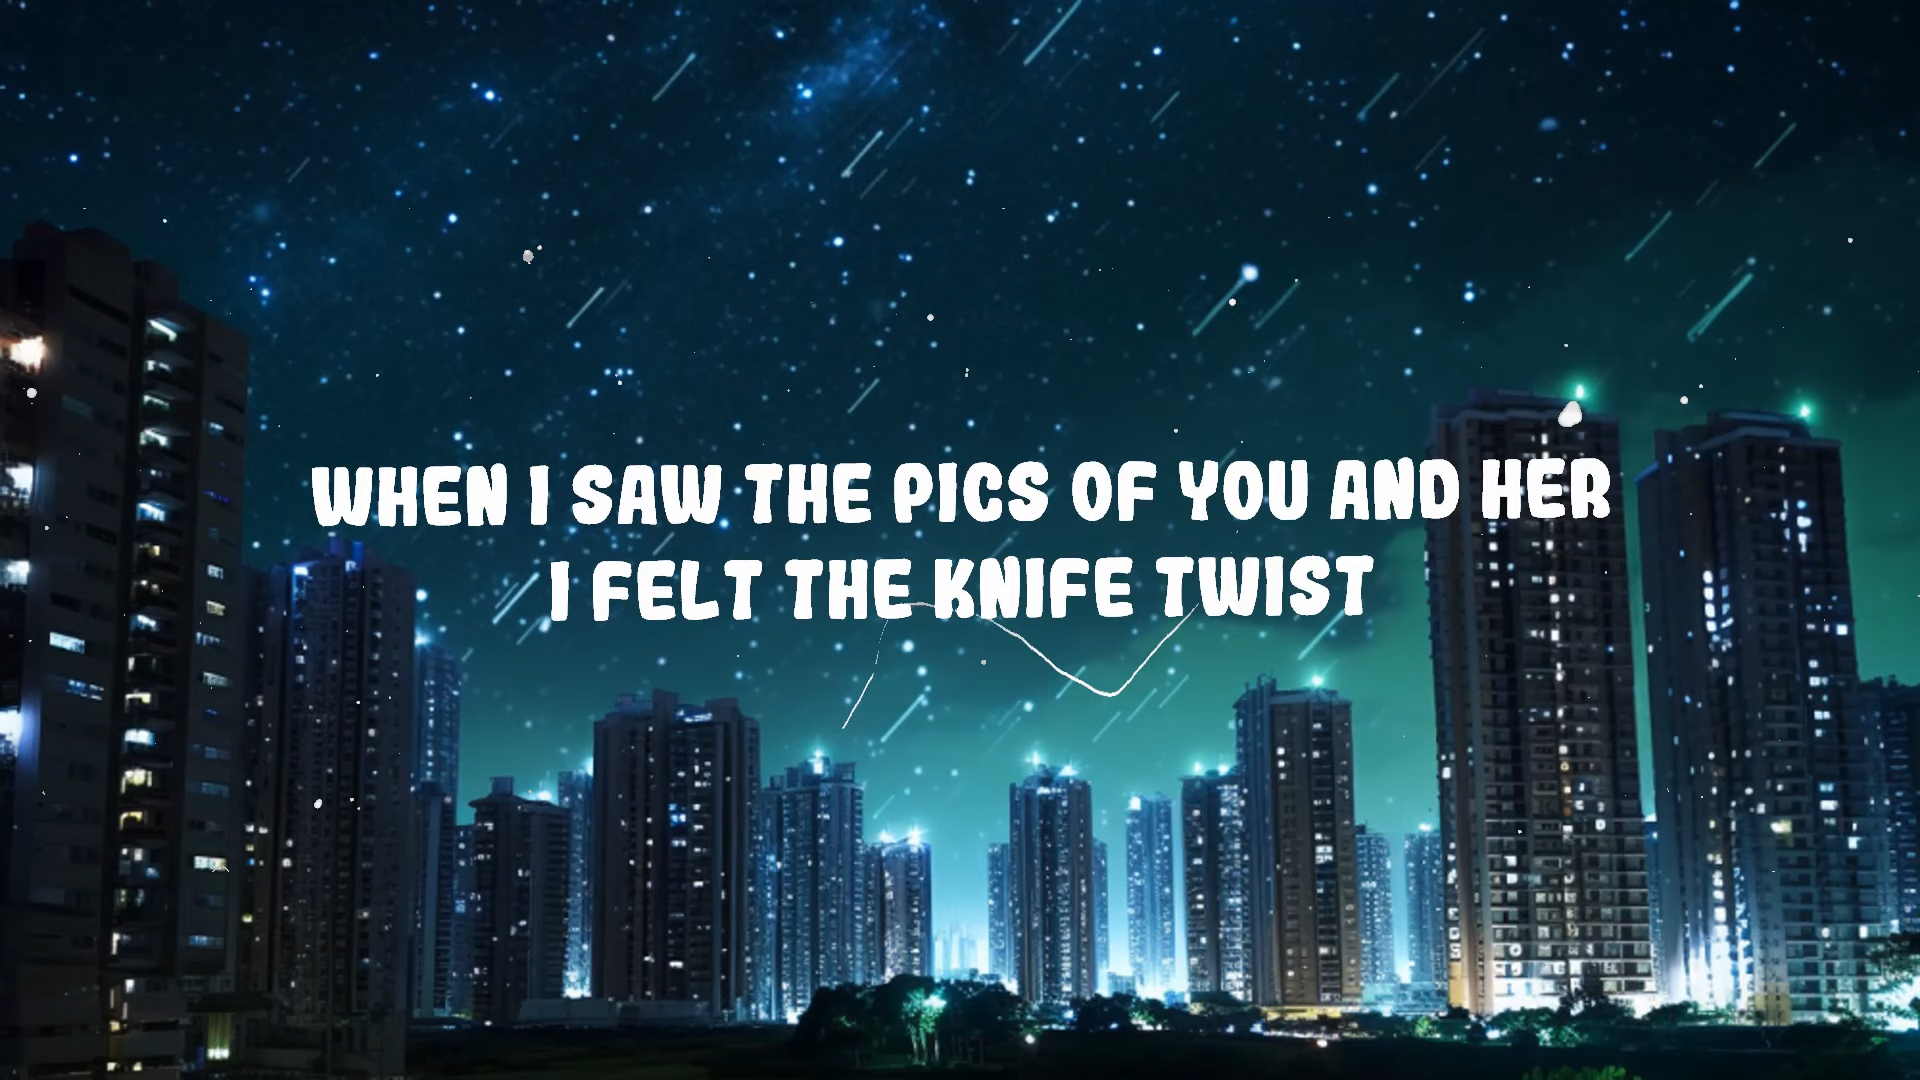 WHEN I SAW THE PICS OF YOU AND HER
I FELT THE KNIFE TWIST